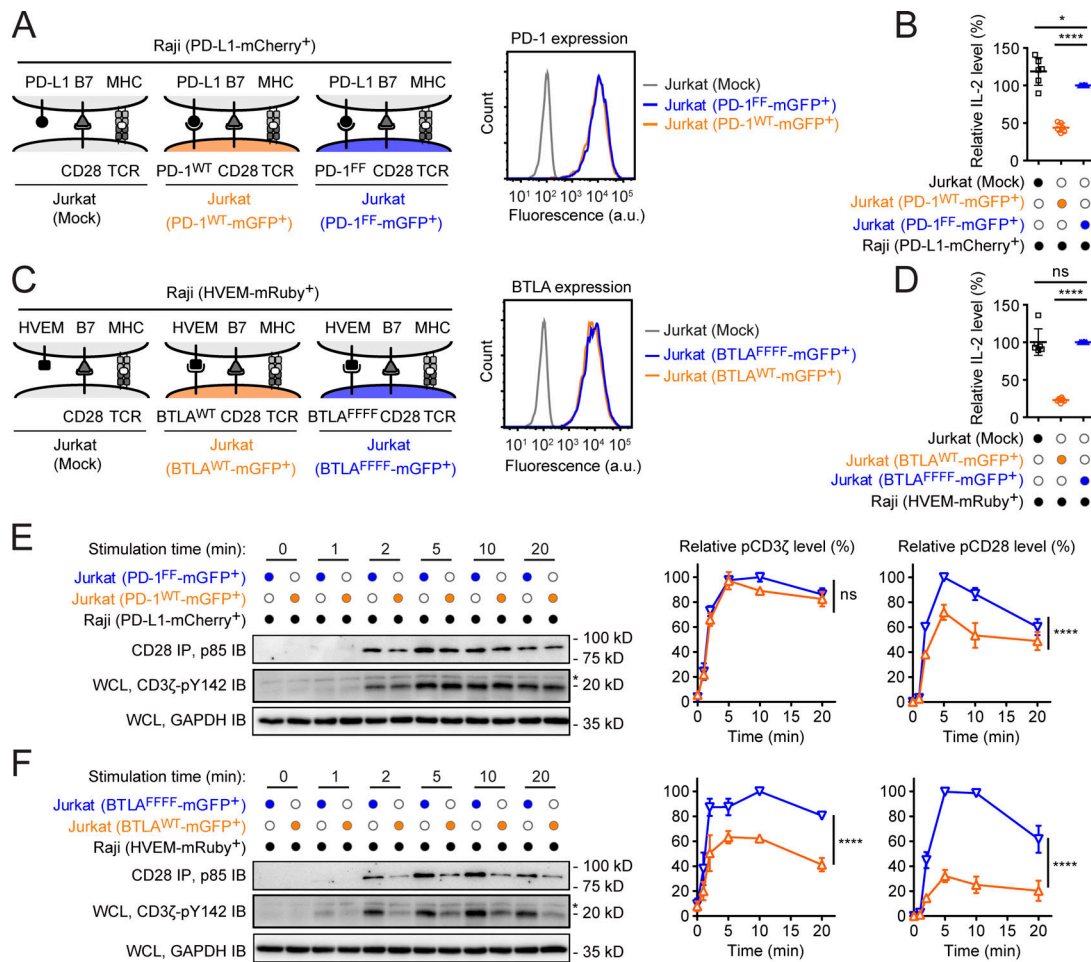 A
Raji (PD-L1-mCherry⁺)
PD-L1 B7 MHC PD-L1 B7 MHC PD-L1 B7 MHC
CD28 TCR PD-1ᵂᵀ CD28 TCR PD-1ᶠᶠ CD28 TCR
Jurkat (Mock)
Jurkat (PD-1ᵂᵀ-mGFP⁺)
Jurkat (PD-1ᶠᶠ-mGFP⁺)
PD-1 expression
Count
10¹ 10² 10³ 10⁴ 10⁵
Fluorescence (a.u.)
Jurkat (Mock)
Jurkat (PD-1ᶠᶠ-mGFP⁺)
Jurkat (PD-1ᵂᵀ-mGFP⁺)
B
Relative IL-2 level (%)
*
****
150
100
50
0
Jurkat (Mock)
Jurkat (PD-1ᵂᵀ-mGFP⁺)
Jurkat (PD-1ᶠᶠ-mGFP⁺)
Raji (PD-L1-mCherry⁺)
C
Raji (HVEM-mRuby⁺)
HVEM B7 MHC HVEM B7 MHC HVEM B7 MHC
CD28 TCR BTLAᵂᵀ CD28 TCR BTLAᶠᶠᶠᶠ CD28 TCR
Jurkat (Mock)
Jurkat (BTLAᵂᵀ-mGFP⁺)
Jurkat (BTLAᶠᶠᶠᶠ-mGFP⁺)
BTLA expression
Count
10¹ 10² 10³ 10⁴ 10⁵
Fluorescence (a.u.)
Jurkat (Mock)
Jurkat (BTLAᶠᶠᶠᶠ-mGFP⁺)
Jurkat (BTLAᵂᵀ-mGFP⁺)
D
Relative IL-2 level (%)
ns
****
150
100
50
0
Jurkat (Mock)
Jurkat (BTLAᵂᵀ-mGFP⁺)
Jurkat (BTLAᶠᶠᶠᶠ-mGFP⁺)
Raji (HVEM-mRuby⁺)
E
Stimulation time (min): 0 1 2 5 10 20
Jurkat (PD-1ᶠᶠ-mGFP⁺)
Jurkat (PD-1ᵂᵀ-mGFP⁺)
Raji (PD-L1-mCherry⁺)
CD28 IP, p85 IB
- 100 kD
- 75 kD
WCL, CD3ζ-pY142 IB
*
- 20 kD
WCL, GAPDH IB
- 35 kD
Relative pCD3ζ level (%)
100
80
60
40
20
0
ns
0 5 10 15 20
Time (min)
Relative pCD28 level (%)
100
80
60
40
20
0
****
0 5 10 15 20
Time (min)
F
Stimulation time (min): 0 1 2 5 10 20
Jurkat (BTLAᶠᶠᶠᶠ-mGFP⁺)
Jurkat (BTLAᵂᵀ-mGFP⁺)
Raji (HVEM-mRuby⁺)
CD28 IP, p85 IB
- 100 kD
- 75 kD
WCL, CD3ζ-pY142 IB
*
- 20 kD
WCL, GAPDH IB
- 35 kD
100
80
60
40
20
0
****
0 5 10 15 20
Time (min)
100
80
60
40
20
0
****
0 5 10 15 20
Time (min)